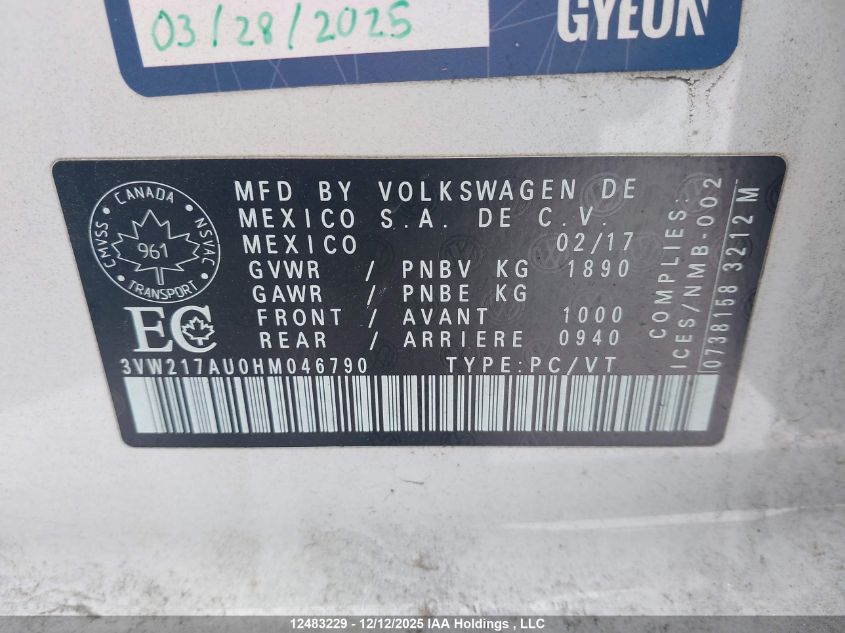 03/28/2025
GYEON
MFD BY VOLKSWAGEN DE
MEXICO S.A. DE C.V.
MEXICO 02/17
GVWR / PNBV KG 1890
GAWR / PNBE KG
FRONT / AVANT 1000
REAR / ARRIERE 0940
3VW217AU0HM046790 TYPE:PC/VT
CANADA
CMVSS
NSVAC
961
TRANSPORT
EC
COMPLIES:
ICES/NMB-002
0738158 3212 M
12483229 - 12/12/2025 IAA Holdings , LLC